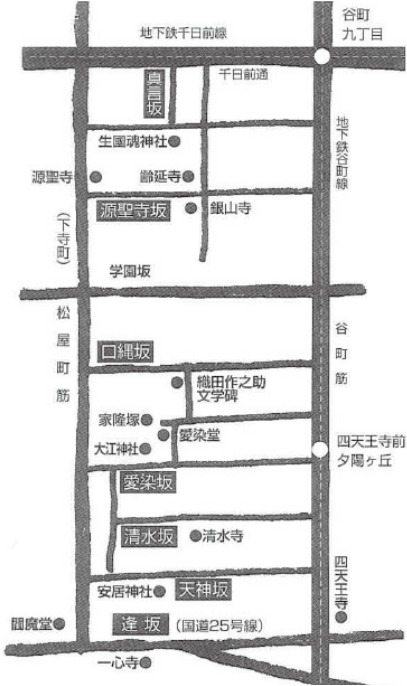 谷町
九丁目
地下鉄千日前線
千日前通
真言坂
地下鉄谷町線
生國魂神社
源聖寺
齢延寺
源聖寺坂
銀山寺
(下寺町)
学園坂
松屋町筋
谷町筋
口縄坂
織田作之助
文学碑
家隆塚
愛染堂
大江神社
四天王寺前
夕陽ヶ丘
愛染坂
清水坂
清水寺
四天王寺
安居神社
天神坂
閻魔堂
逢坂
(国道25号線)
一心寺